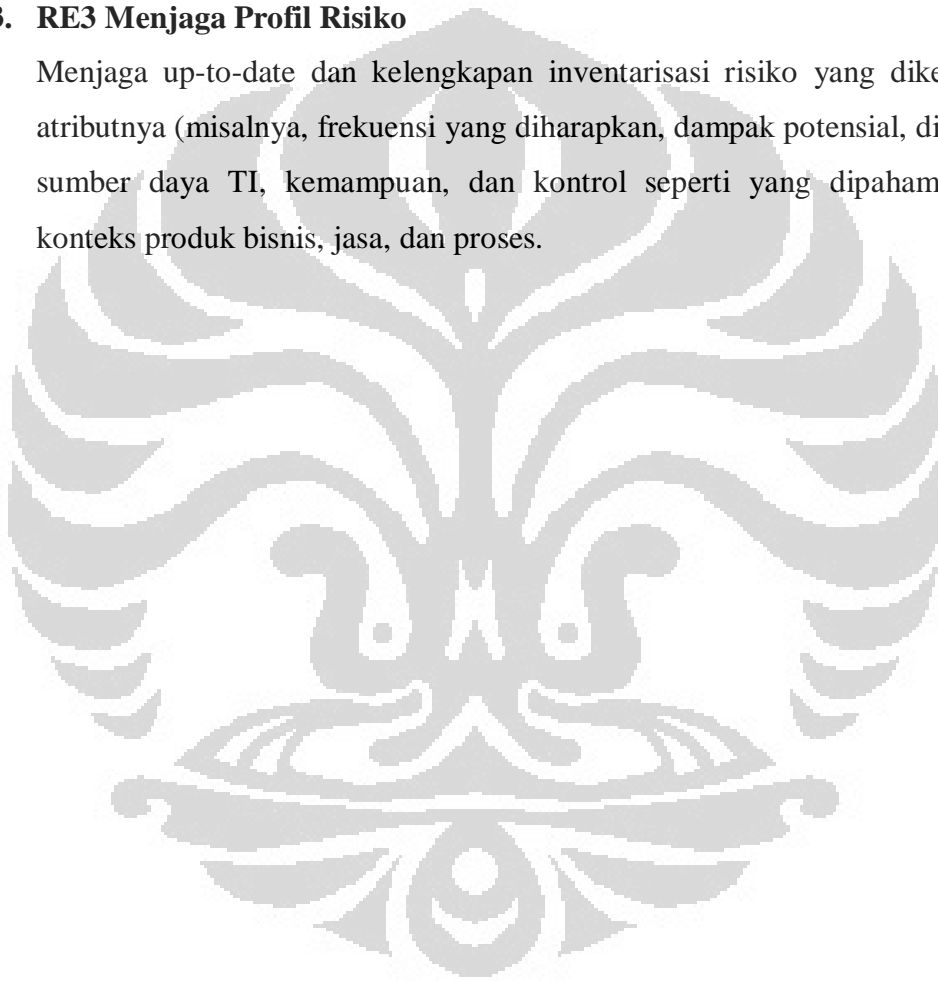 3. RE3 Menjaga Profil Risiko
Menjaga up-to-date dan kelengkapan inventarisasi risiko yang dike
atributnya (misalnya, frekuensi yang diharapkan, dampak potensial, di
sumber daya TI, kemampuan, dan kontrol seperti yang dipaham
konteks produk bisnis, jasa, dan proses.